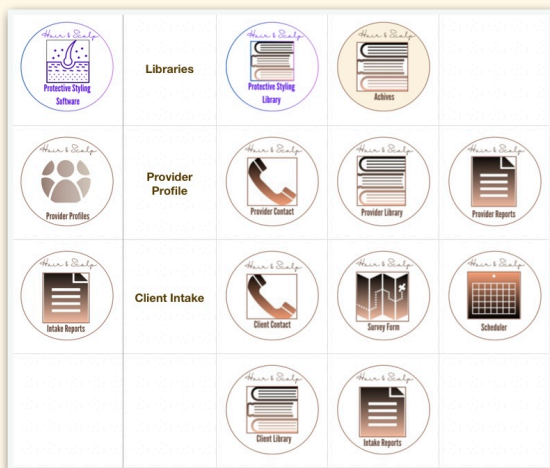 Hair & Scalp
Protective Styling
Software
Libraries
Hair & Scalp
Protective Styling
Library
Hair & Scalp
Achives
Hair & Scalp
Provider Profiles
Provider
Profile
Hair & Scalp
Provider Contact
Hair & Scalp
Provider Library
Hair & Scalp
Provider Reports
Hair & Scalp
Intake Reports
Client Intake
Hair & Scalp
Client Contact
Hair & Scalp
Survey Form
Hair & Scalp
Scheduler
Hair & Scalp
Client Library
Hair & Scalp
Intake Reports